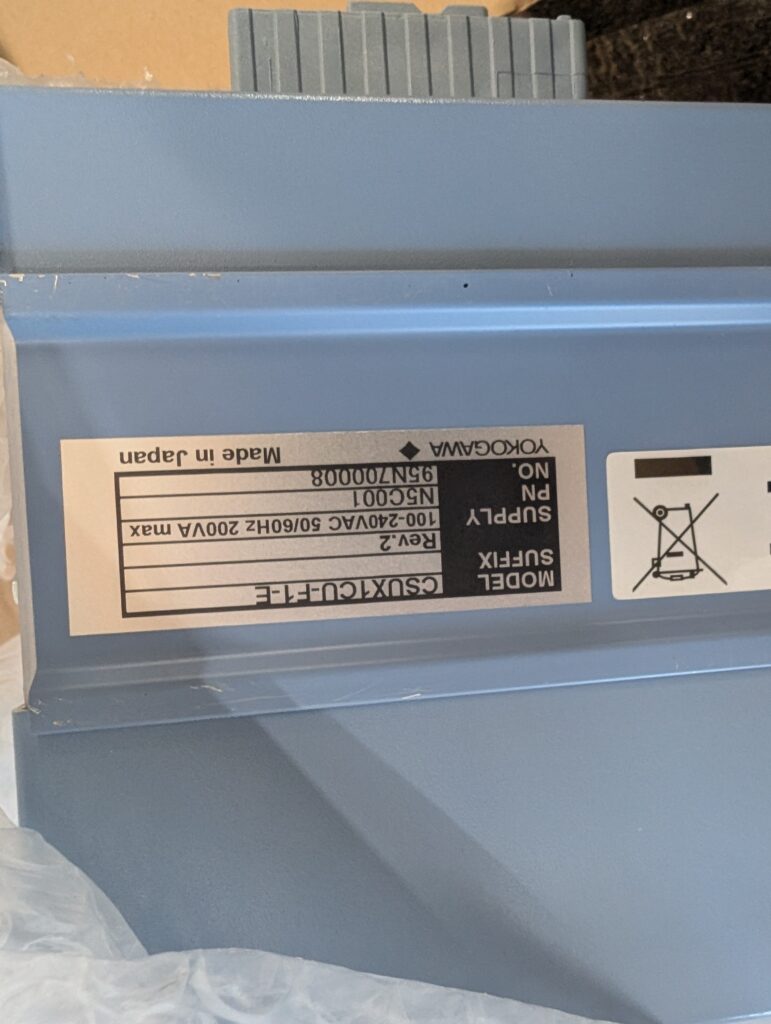 MODEL CSUX1CU-F1-E
SUFFIX
Rev.2
SUPPLY 100-240VAC 50/60Hz 200VA max
PN N5C001
NO. 95N700008
YOKOGAWA ◆ Made in Japan